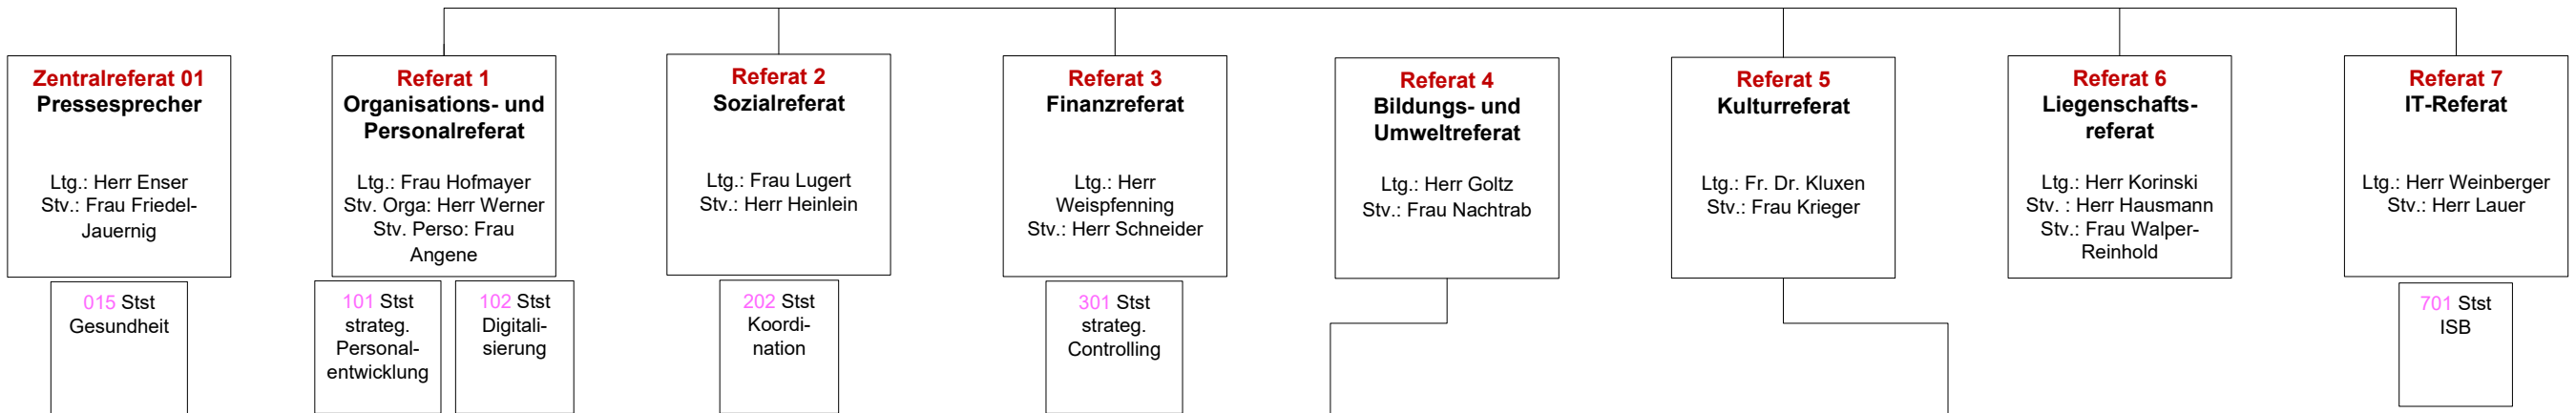 Zentralreferat 01
Pressesprecher
Ltg.: Herr Enser
Stv.: Frau Friedel-
Jauernig
015 Stst
Gesundheit
Referat 1
Organisations- und
Personalreferat
Ltg.: Frau Hofmayer
Stv. Orga: Herr Werner
Stv. Perso: Frau
Angene
101 Stst
strateg.
Personal-
entwicklung
102 Stst
Digitali-
sierung
Referat 2
Sozialreferat
Ltg.: Frau Lugert
Stv.: Herr Heinlein
202 Stst
Koordi-
nation
Referat 3
Finanzreferat
Ltg.: Herr
Weispfenning
Stv.: Herr Schneider
301 Stst
strateg.
Controlling
Referat 4
Bildungs- und
Umweltreferat
Ltg.: Herr Goltz
Stv.: Frau Nachtrab
Referat 5
Kulturreferat
Ltg.: Fr. Dr. Kluxen
Stv.: Frau Krieger
Referat 6
Liegenschafts-
referat
Ltg.: Herr Korinski
Stv. : Herr Hausmann
Stv.: Frau Walper-
Reinhold
Referat 7
IT-Referat
Ltg.: Herr Weinberger
Stv.: Herr Lauer
701 Stst
ISB